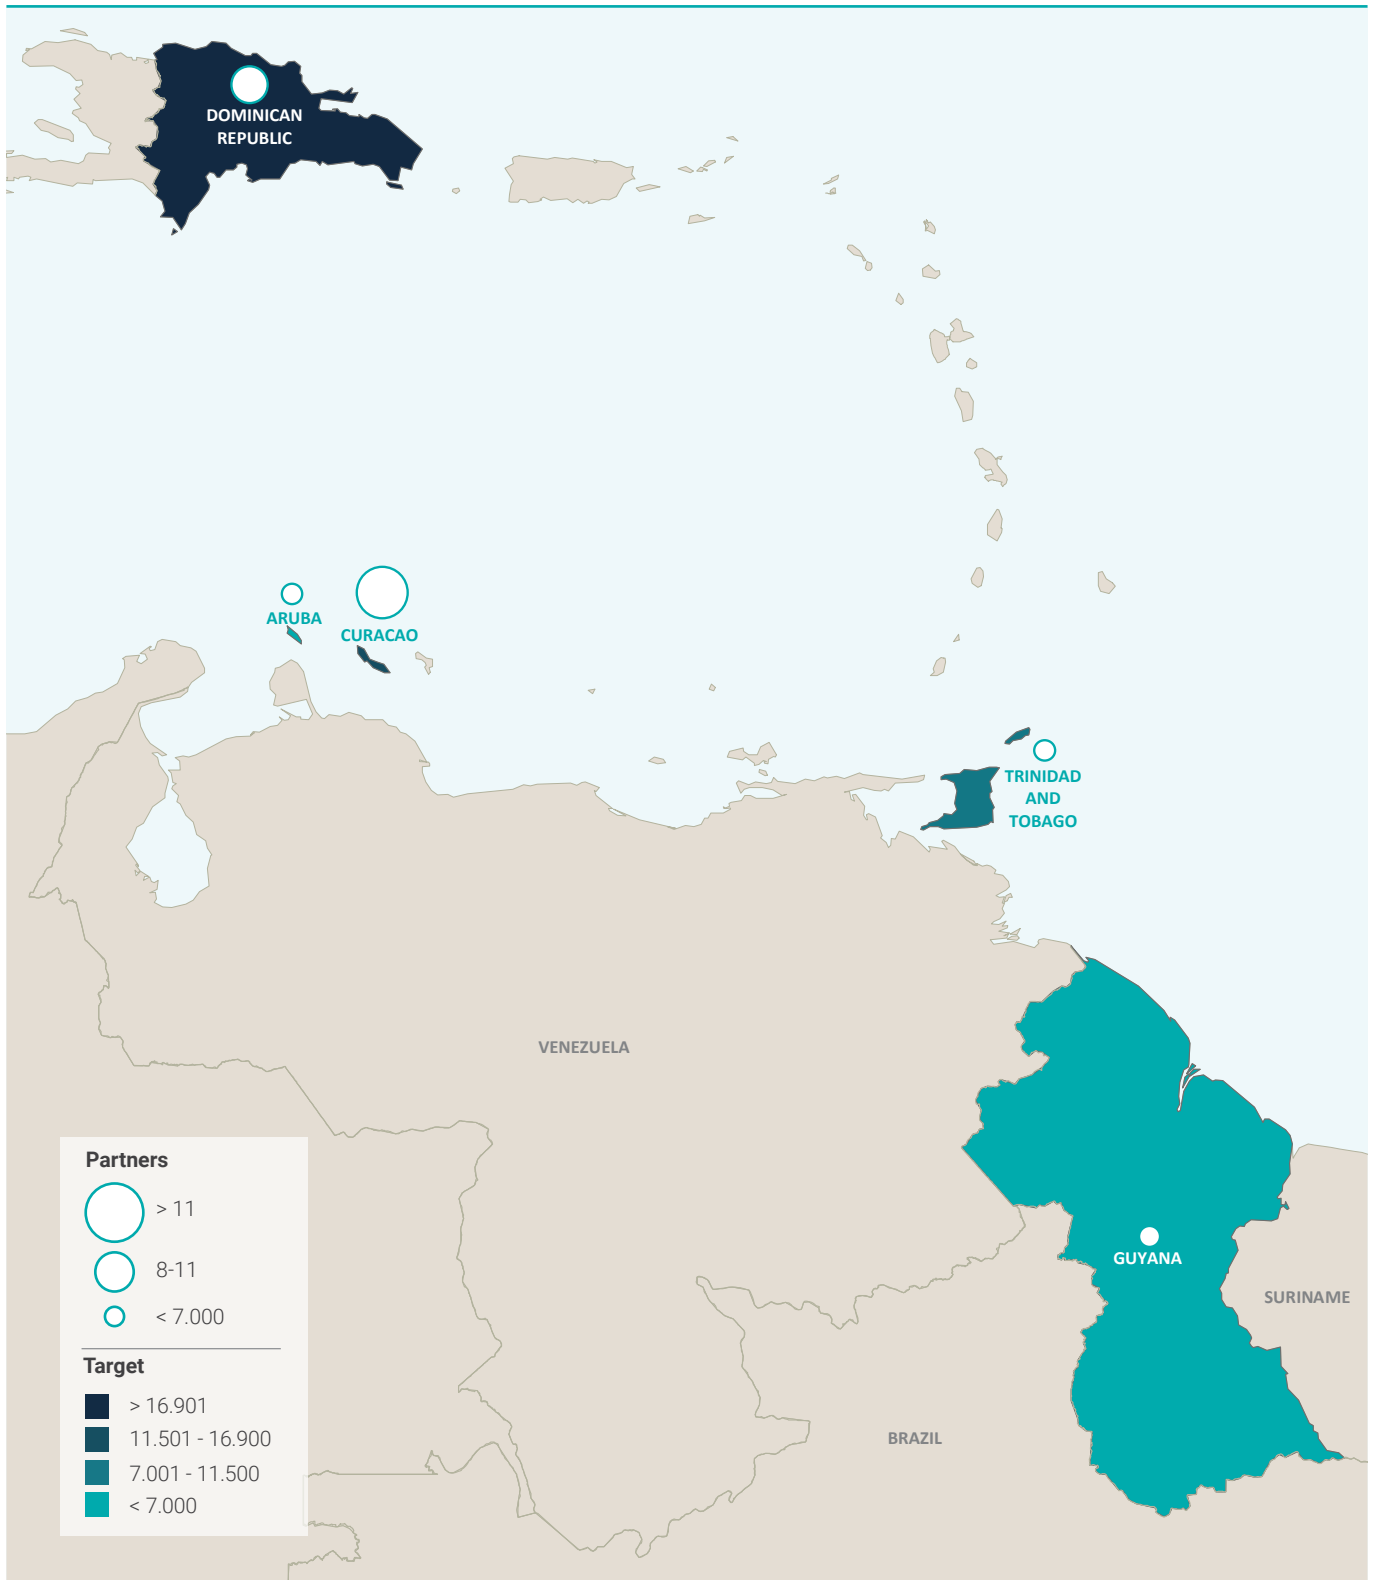 DOMINICAN
REPUBLIC
ARUBA
CURACAO
TRINIDAD
AND
TOBAGO
VENEZUELA
GUYANA
SURINAME
BRAZIL
Partners
> 11
8-11
< 7.000
Target
> 16.901
11.501 - 16.900
7.001 - 11.500
< 7.000